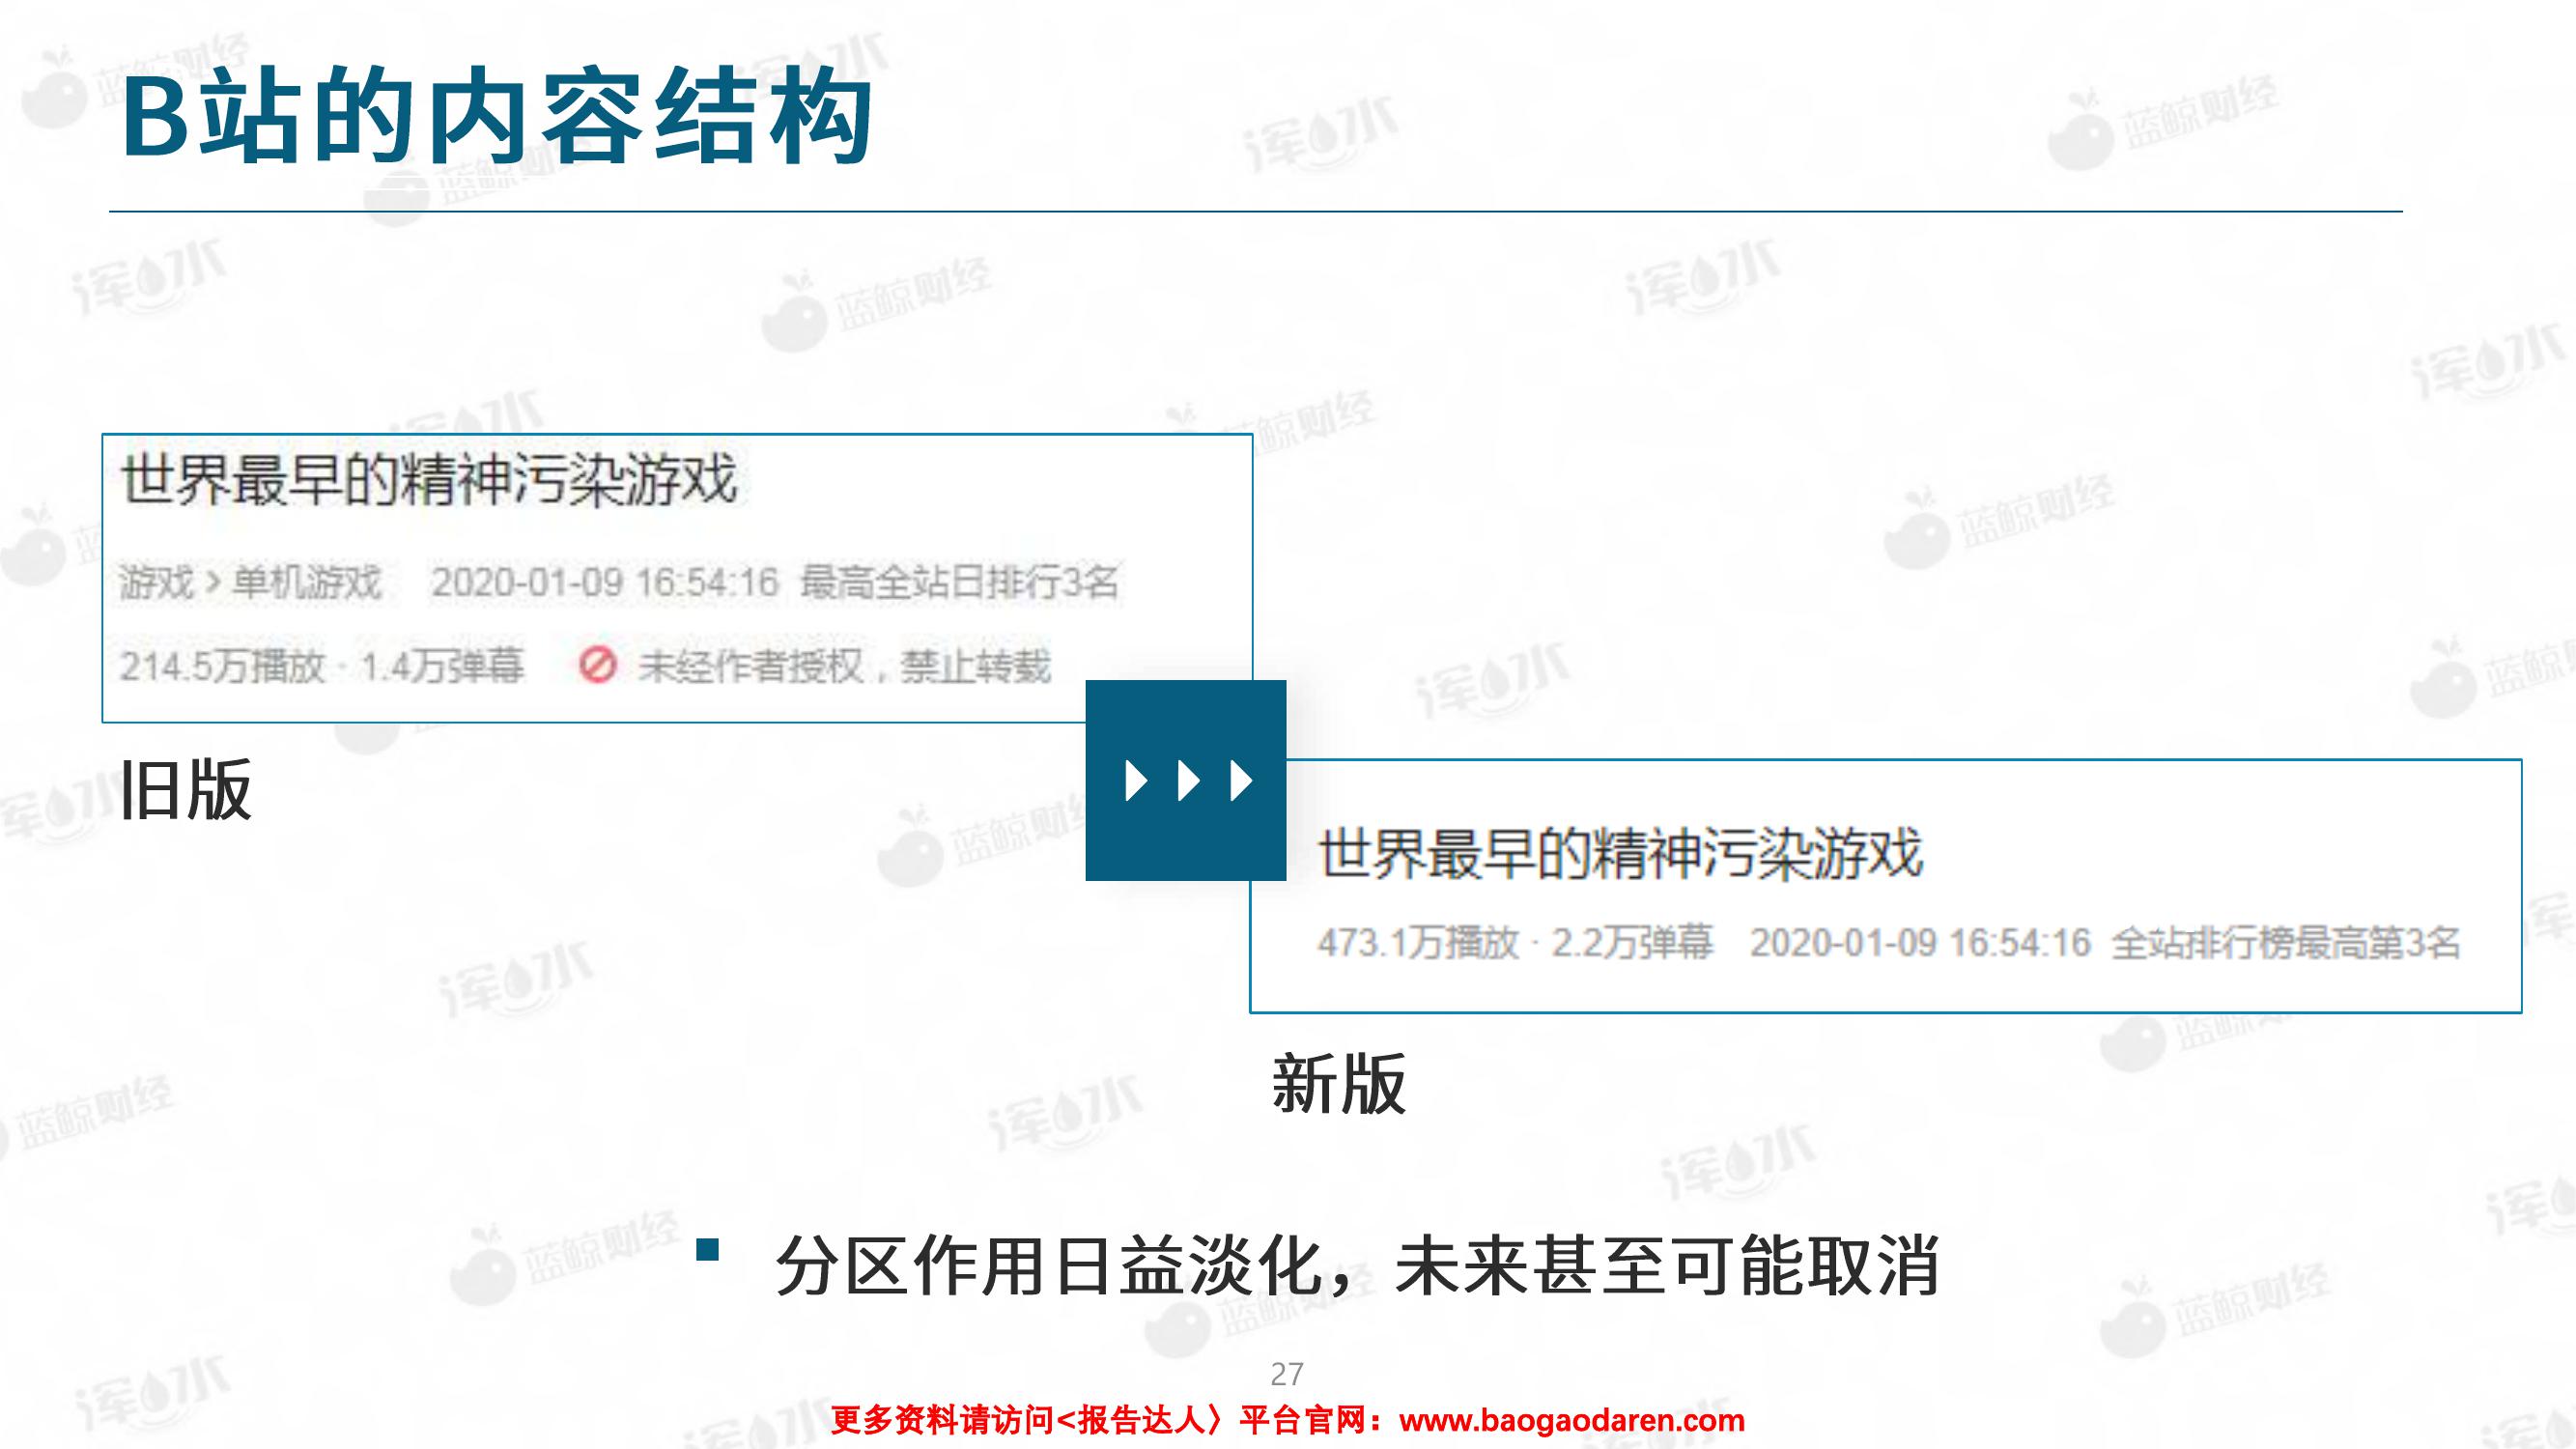 B站的内容结构
世界最早的精神污染游戏
游戏 > 单机游戏 2020-01-09 16:54:16 最高全站日排行3名
214.5万播放 · 1.4万弹幕 未经作者授权，禁止转载
旧版
世界最早的精神污染游戏
473.1万播放 · 2.2万弹幕 2020-01-09 16:54:16 全站排行榜最高第3名
新版
分区作用日益淡化，未来甚至可能取消
27
更多资料请访问<报告达人〉平台官网：www.baogaodaren.com
蓝鲸财经
浑水